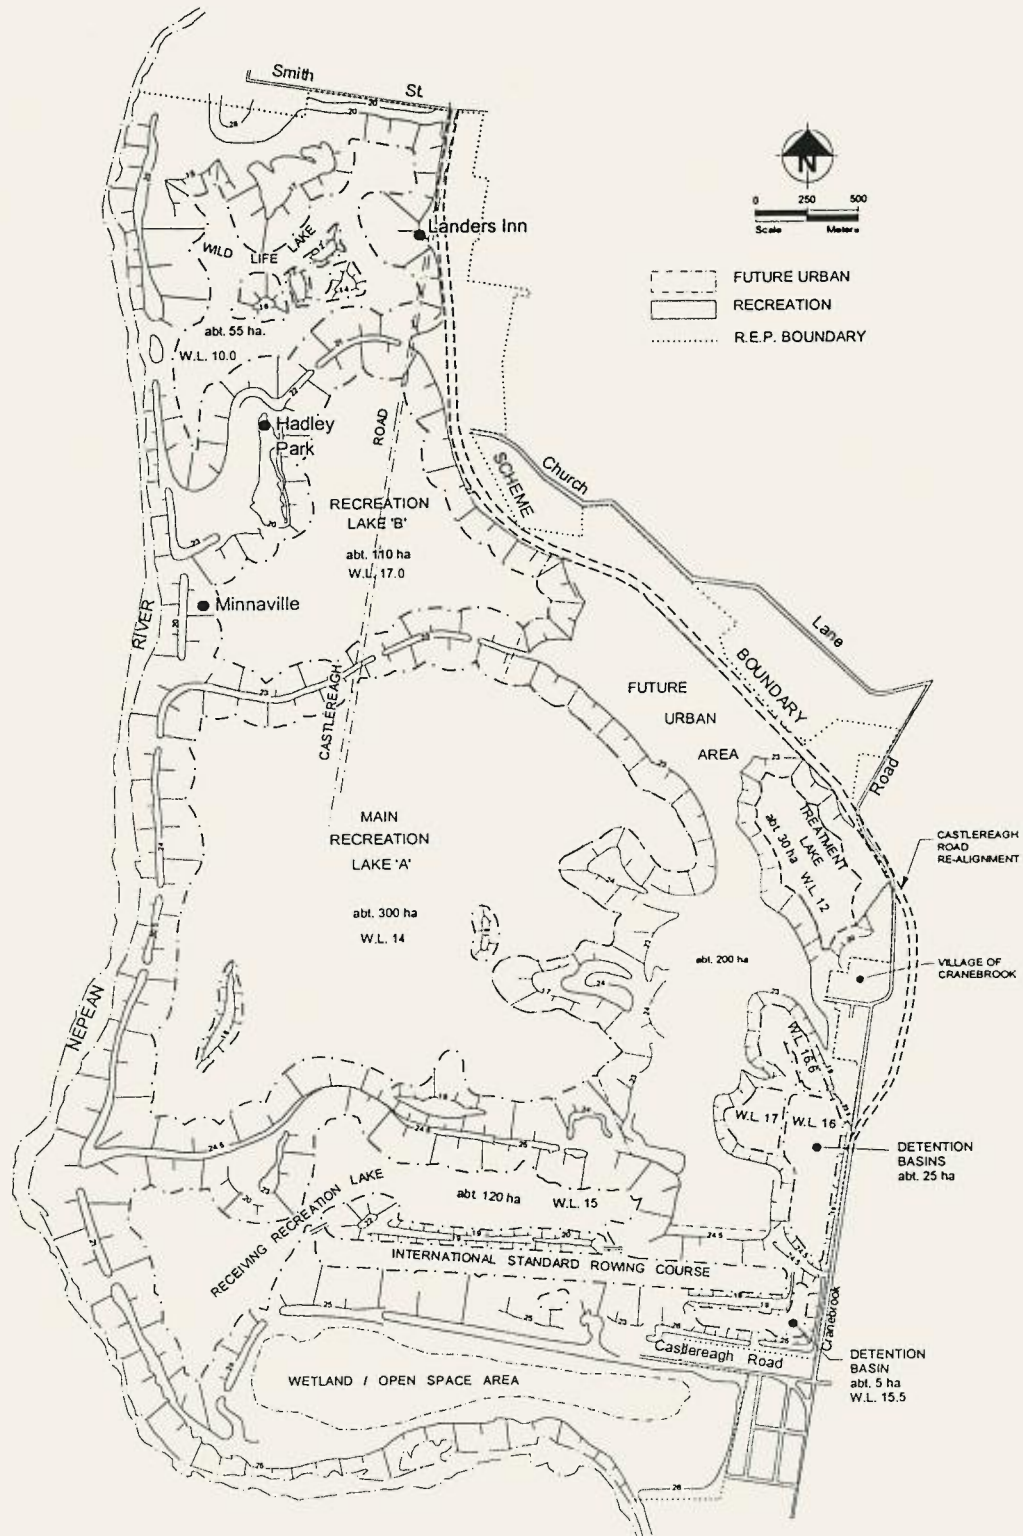 Smith St
N
0 250 500
Scale Meters
FUTURE URBAN
RECREATION
R.E.P. BOUNDARY
Landers Inn
WILD LIFE LAKE
abt. 55 ha.
W.L. 10.0
Hadley
Park
ROAD
RECREATION
LAKE 'B'
abt. 110 ha
W.L. 17.0
SCHEME
Church
Lane
BOUNDARY
Road
Minnaville
RIVER
CASTLEREAGH
FUTURE
URBAN
AREA
TREATMENT
LAKE
abt. 30 ha
W.L. 12
CASTLEREAGH
ROAD
RE-ALIGNMENT
MAIN
RECREATION
LAKE 'A'
abt. 300 ha
W.L. 14
abt. 200 ha
VILLAGE OF
CRANEBROOK
NEPEAN
W.L. 16.6
W.L. 17
W.L. 16
DETENTION
BASINS
abt. 25 ha
RECEIVING RECREATION LAKE
abt. 120 ha
W.L. 15
INTERNATIONAL STANDARD ROWING COURSE
Cranebrook
Castlereagh Road
DETENTION
BASIN
abt. 5 ha
W.L. 15.5
WETLAND / OPEN SPACE AREA